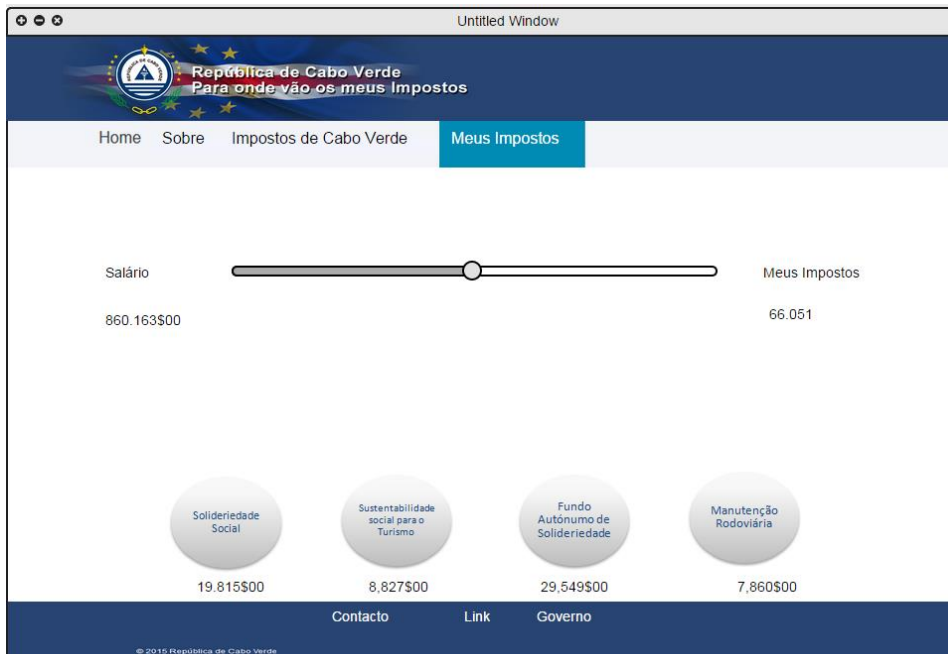 Untitled Window
República de Cabo Verde
Para onde vão os meus Impostos
Home Sobre Impostos de Cabo Verde Meus Impostos
Salário Meus Impostos
860.163$00 66.051
Solideriedade
Social
Sustentabilidade
social para o
Turismo
Fundo
Autónumo de
Solideriedade
Manutenção
Rodoviária
19.815$00 8,827$00 29,549$00 7,860$00
Contacto Link Governo
© 2015 República de Cabo Verde